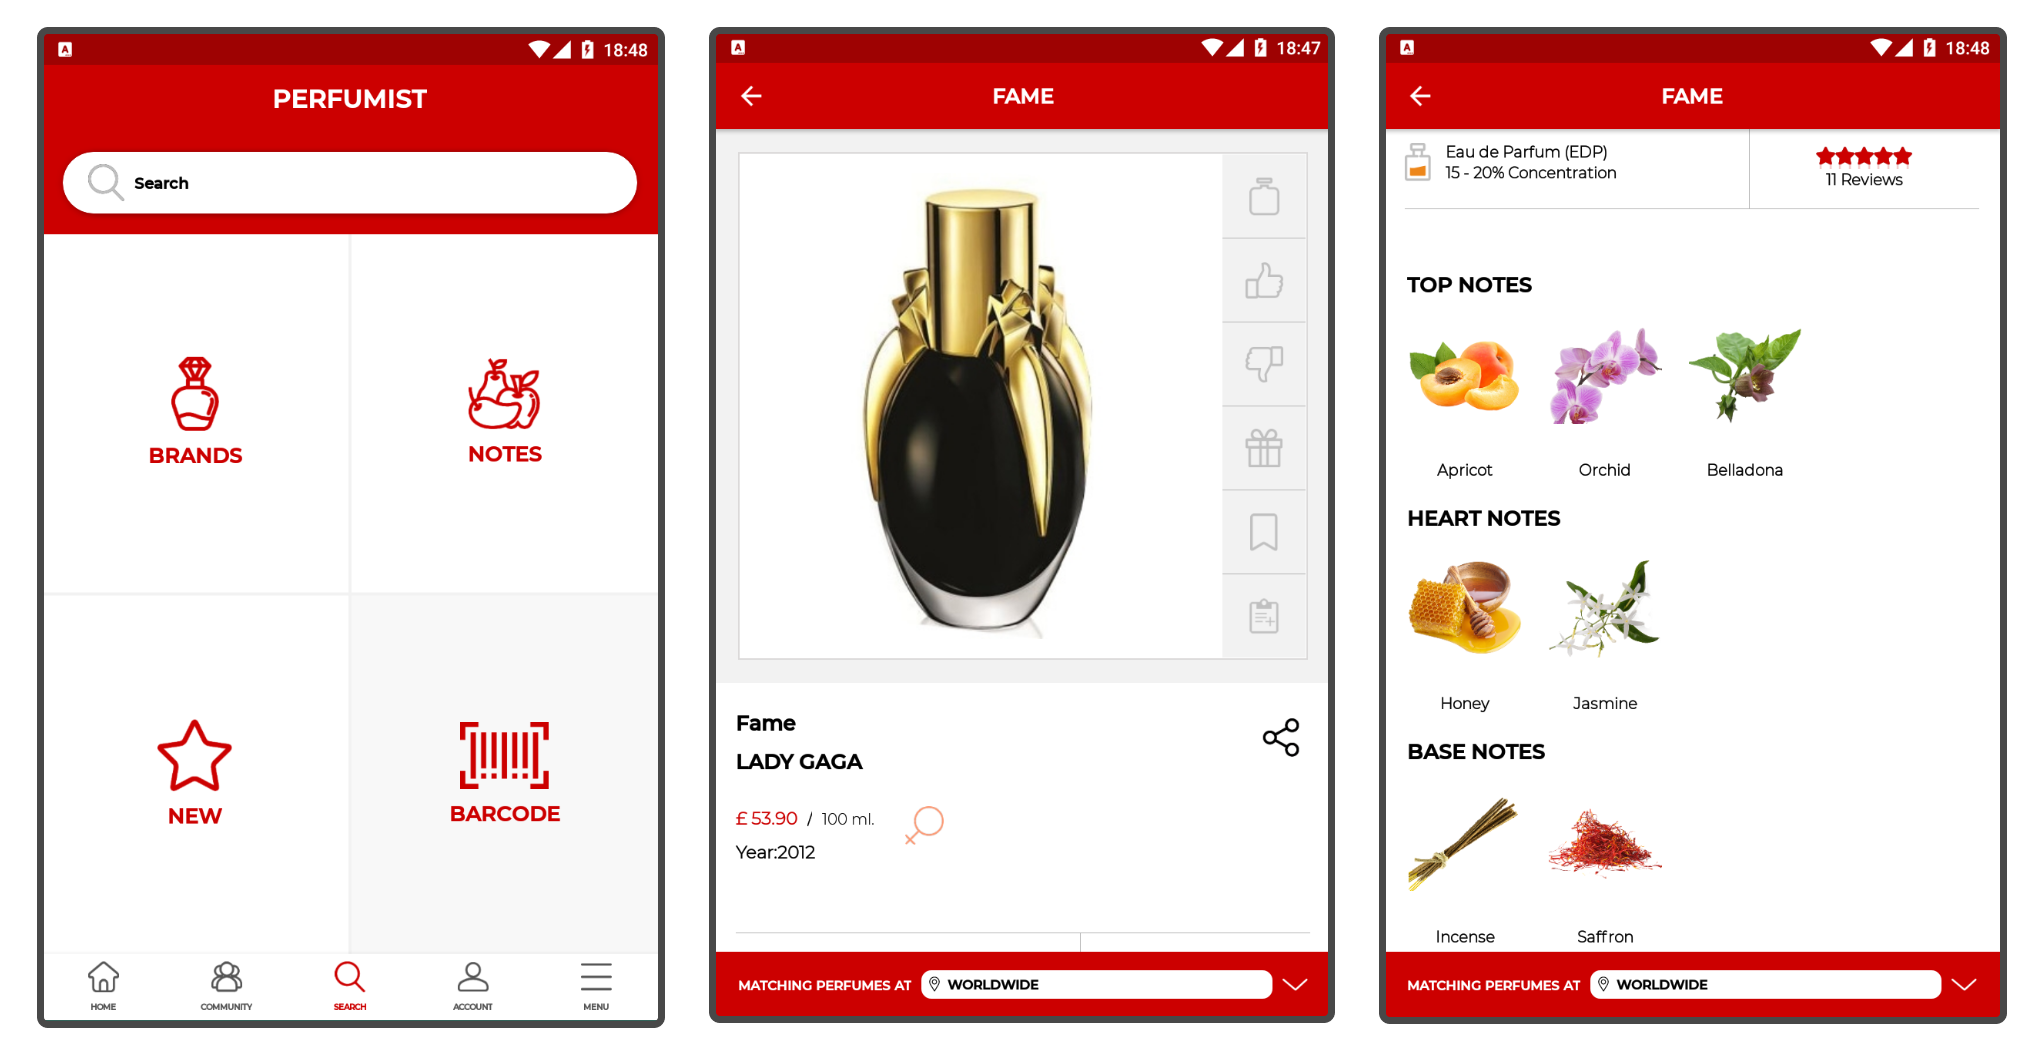 18:48
PERFUMIST
Search
BRANDS
NOTES
NEW
BARCODE
HOME
COMMUNITY
SEARCH
ACCOUNT
MENU
18:47
FAME
Fame
LADY GAGA
£ 53.90 / 100 ml.
Year:2012
MATCHING PERFUMES AT WORLDWIDE
18:48
FAME
Eau de Parfum (EDP)
15 - 20% Concentration
11 Reviews
TOP NOTES
Apricot
Orchid
Belladona
HEART NOTES
Honey
Jasmine
BASE NOTES
Incense
Saffron
MATCHING PERFUMES AT WORLDWIDE